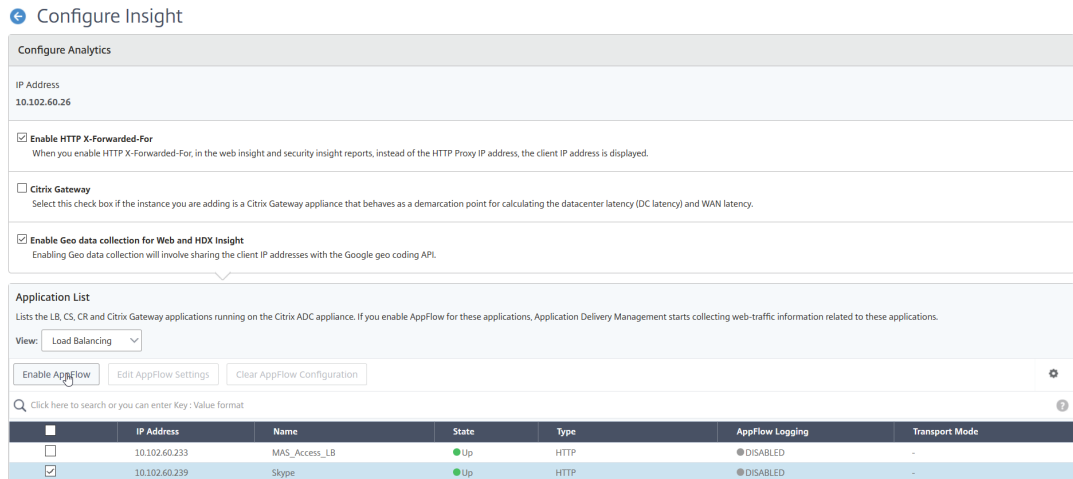 Configure Insight
Configure Analytics
IP Address
10.102.60.26
Enable HTTP X-Forwarded-For
When you enable HTTP X-Forwarded-For, in the web insight and security insight reports, instead of the HTTP Proxy IP address, the client IP address is displayed.
Citrix Gateway
Select this check box if the instance you are adding is a Citrix Gateway appliance that behaves as a demarcation point for calculating the datacenter latency (DC latency) and WAN latency.
Enable Geo data collection for Web and HDX Insight
Enabling Geo data collection will involve sharing the client IP addresses with the Google geo coding API.
Application List
Lists the LB, CS, CR and Citrix Gateway applications running on the Citrix ADC appliance. If you enable AppFlow for these applications, Application Delivery Management starts collecting web-traffic information related to these applications.
View: Load Balancing
Enable AppFlow Edit AppFlow Settings Clear AppFlow Configuration
Click here to search or you can enter Key : Value format ?
IP Address Name State Type AppFlow Logging Transport Mode
10.102.60.233 MAS_Access_LB Up HTTP DISABLED -
10.102.60.239 Skype Up HTTP DISABLED -